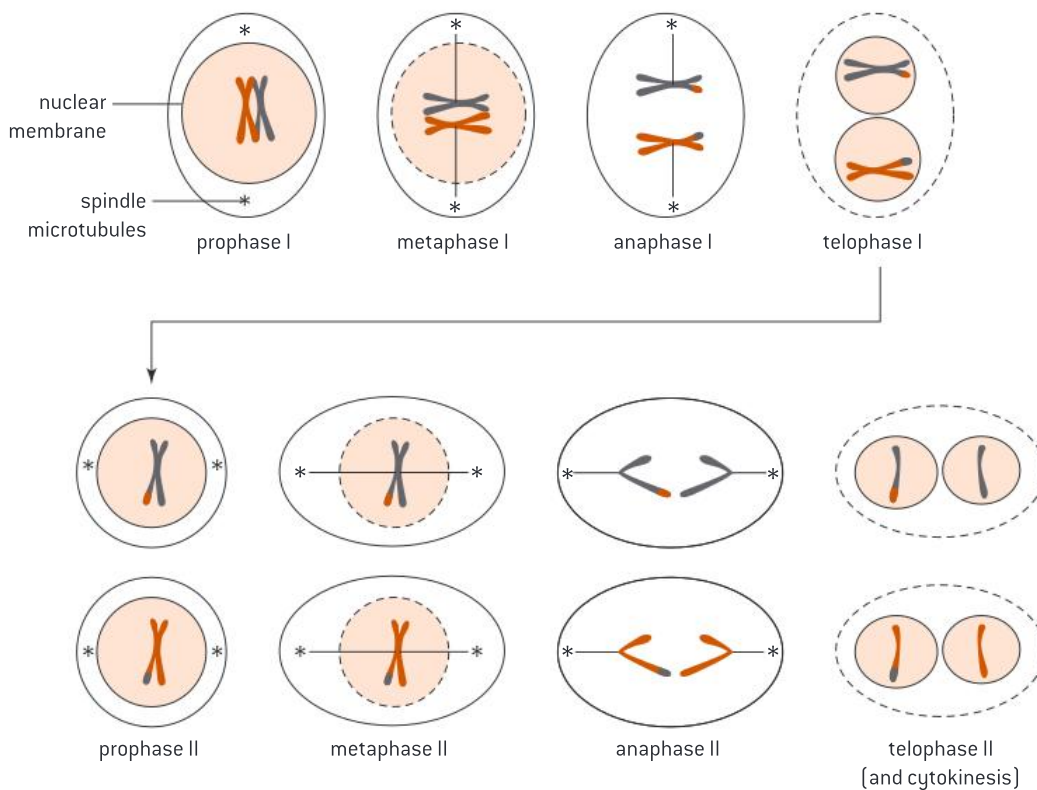 nuclear
membrane
spindle
microtubules
prophase I
metaphase I
anaphase I
telophase I
prophase II
metaphase II
anaphase II
telophase II
(and cytokinesis)